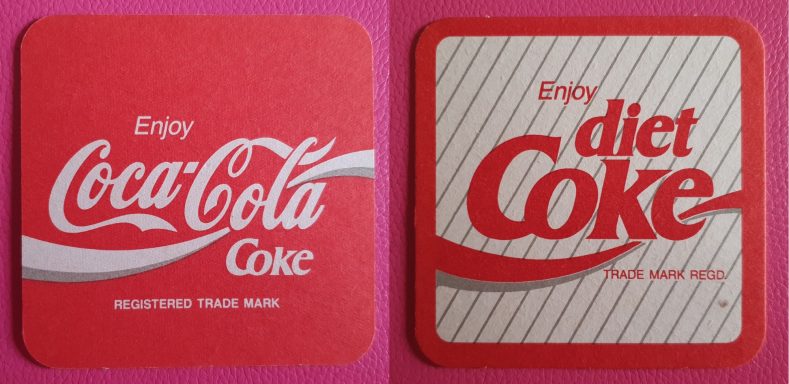 Enjoy
Coca-Cola
Coke
REGISTERED TRADE MARK
Enjoy
diet
Coke
TRADE MARK REGD.